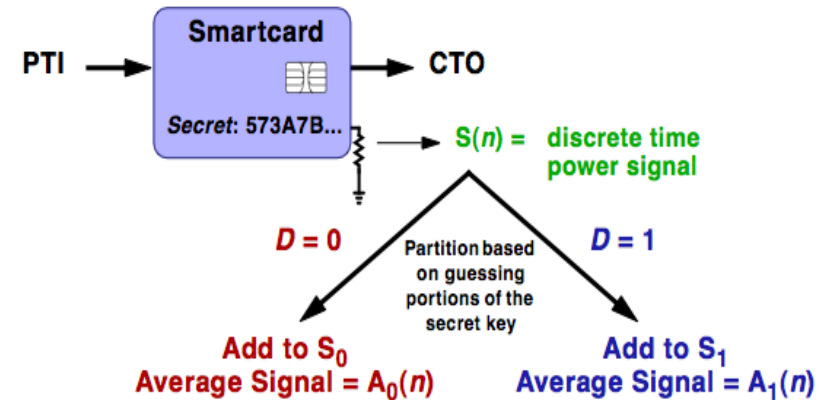 Smartcard
PTI
CTO
Secret: 573A7B...
S(n) = discrete time
power signal
D = 0
D = 1
Partition based
on guessing
portions of the
secret key
Add to S0
Average Signal = A0(n)
Add to S1
Average Signal = A1(n)